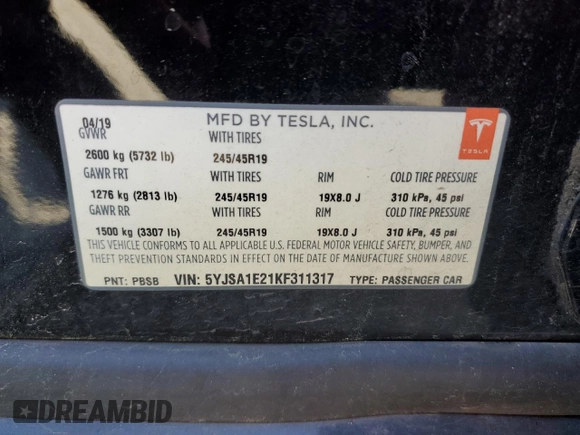 04/19 MFD BY TESLA, INC.
GVWR WITH TIRES
TESLA
2600 kg (5732 lb) 245/45R19
GAWR FRT WITH TIRES RIM COLD TIRE PRESSURE
1276 kg (2813 lb) 245/45R19 19X8.0 J 310 kPa, 45 psi
GAWR RR WITH TIRES RIM COLD TIRE PRESSURE
1500 kg (3307 lb) 245/45R19 19X8.0 J 310 kPa, 45 psi
THIS VEHICLE CONFORMS TO ALL APPLICABLE U.S. FEDERAL MOTOR VEHICLE SAFETY, BUMPER, AND
THEFT PREVENTION STANDARDS IN EFFECT ON THE DATE OF MANUFACTURE SHOWN ABOVE.
PNT: PBSB VIN: 5YJSA1E21KF311317 TYPE: PASSENGER CAR
DREAMBID